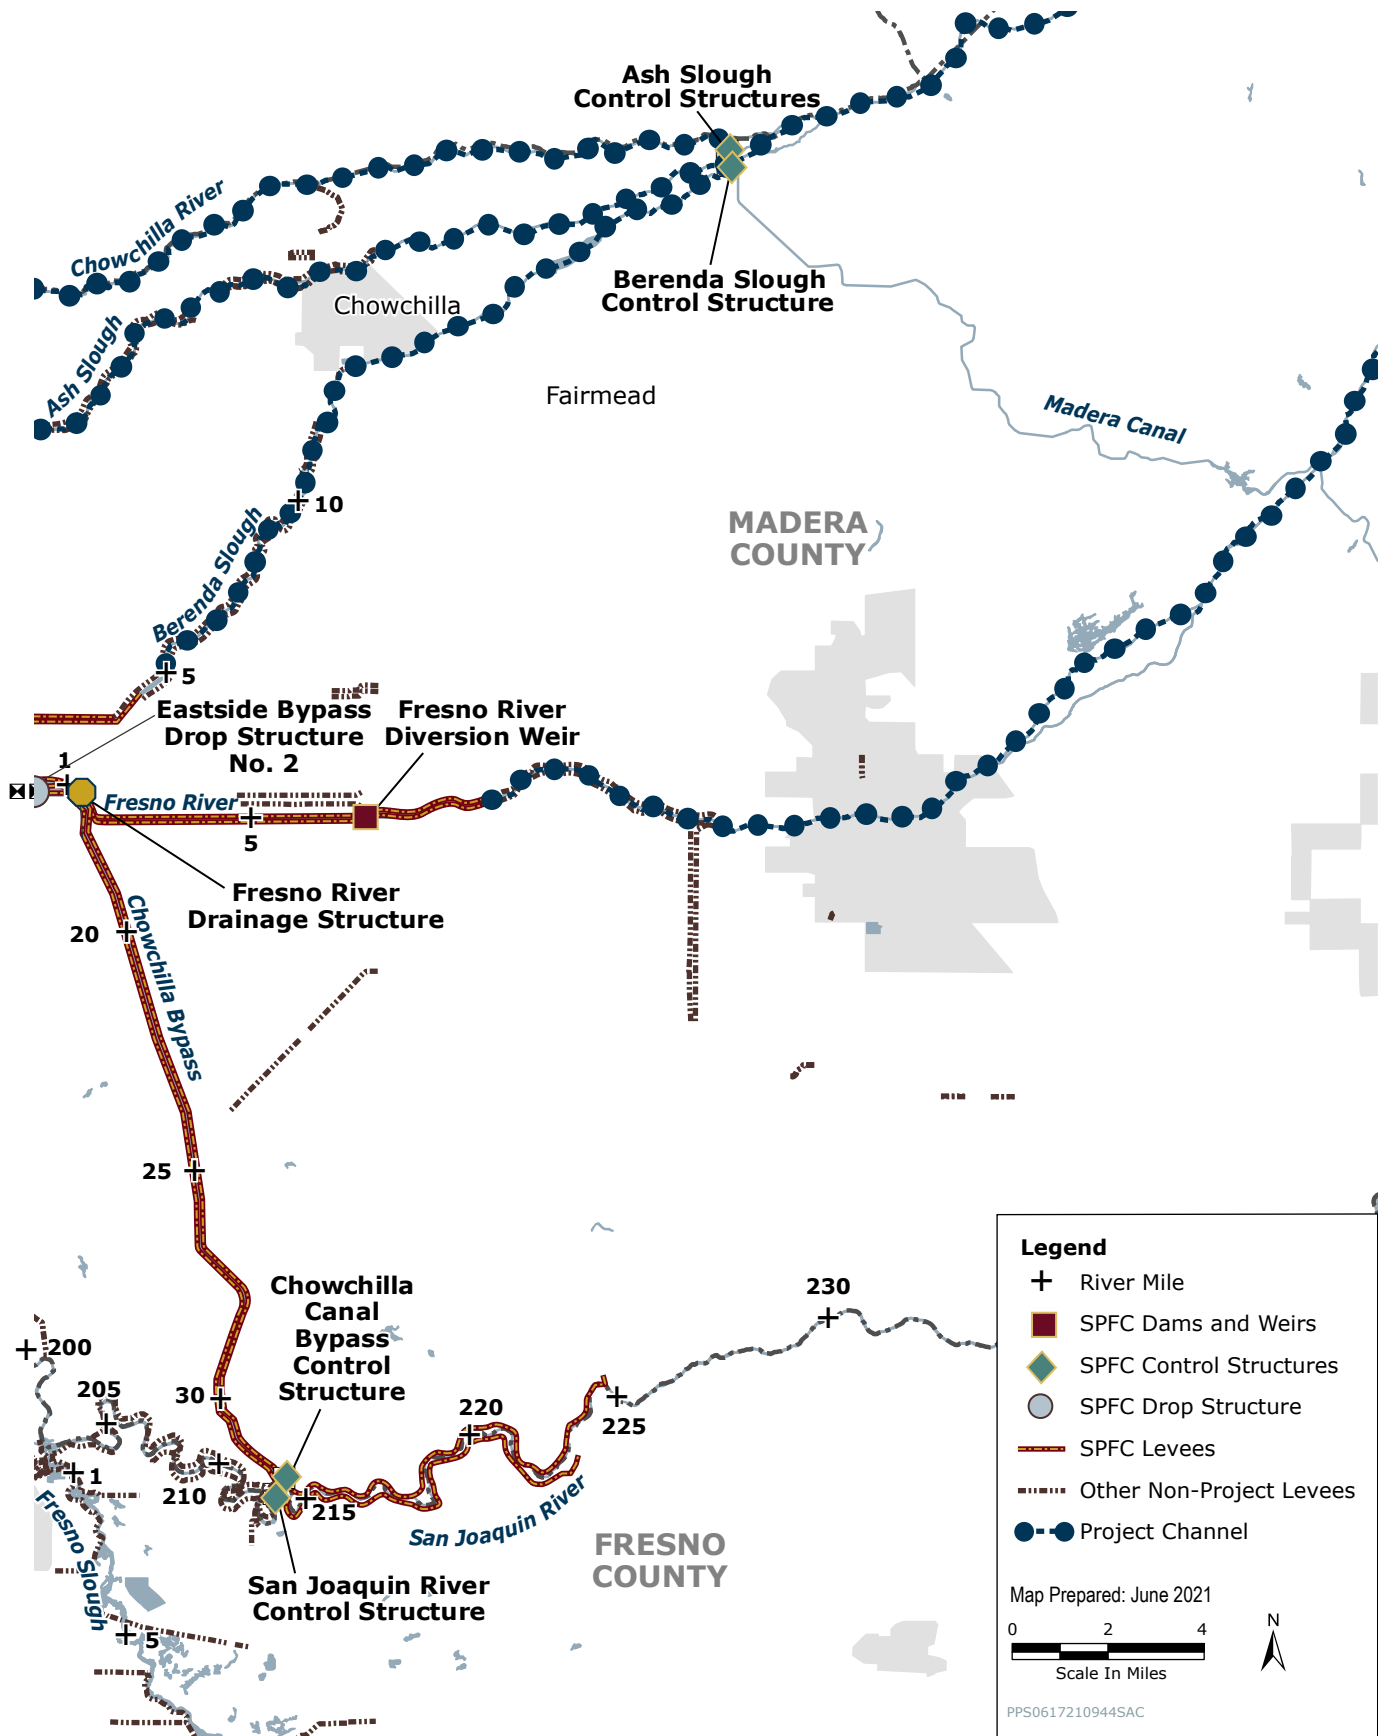 Ash Slough
Control Structures
Chowchilla River
Berenda Slough
Control Structure
Chowchilla
Ash Slough
Fairmead
Madera Canal
10
MADERA
COUNTY
Berenda Slough
5
Eastside Bypass
Drop Structure
No. 2
Fresno River
Diversion Weir
1
Fresno River
5
Fresno River
Drainage Structure
Chowchilla Bypass
20
25
Chowchilla
Canal
Bypass
Control
Structure
230
200
205
30
220
225
1
210
215
San Joaquin River
Fresno Slough
FRESNO
COUNTY
San Joaquin River
Control Structure
5
Legend
River Mile
SPFC Dams and Weirs
SPFC Control Structures
SPFC Drop Structure
SPFC Levees
Other Non-Project Levees
Project Channel
Map Prepared: June 2021
0 2 4
Scale In Miles
N
PPS0617210944SAC